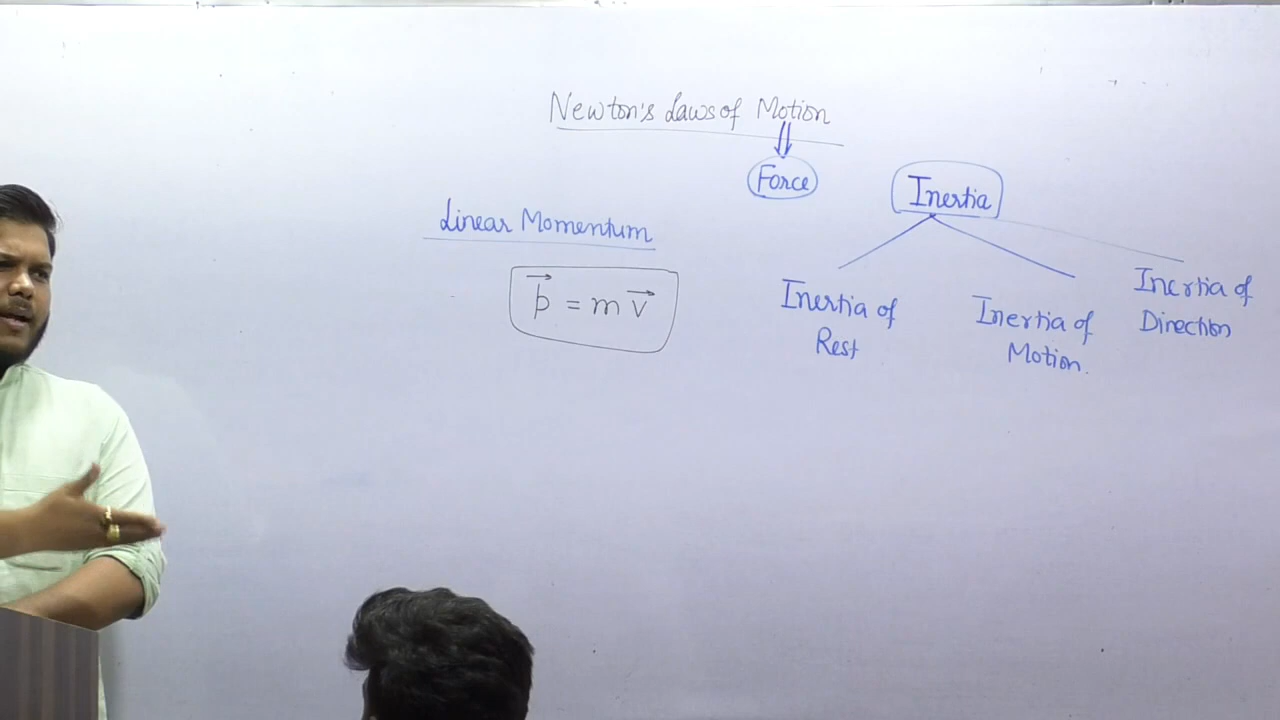 Newton's Laws of Motion
Force
Linear Momentum
p⃗ = m v⃗
Inertia
Inertia of
Rest
Inertia of
Motion.
Inertia of
Direction